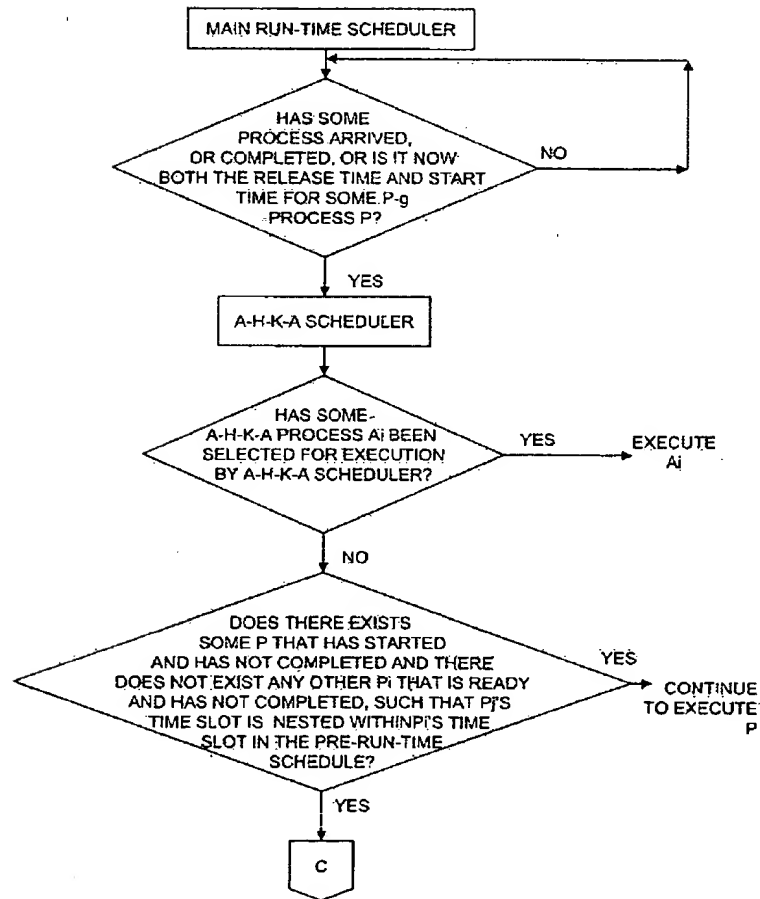 MAIN RUN-TIME SCHEDULER
HAS SOME
PROCESS ARRIVED,
OR COMPLETED, OR IS IT NOW
BOTH THE RELEASE TIME AND START
TIME FOR SOME P-g
PROCESS P?
NO
YES
A-H-K-A SCHEDULER
HAS SOME
A-H-K-A PROCESS Ai BEEN
SELECTED FOR EXECUTION
BY A-H-K-A SCHEDULER?
YES
EXECUTE
Ai
NO
DOES THERE EXISTS
SOME P THAT HAS STARTED
AND HAS NOT COMPLETED AND THERE
DOES NOT EXIST ANY OTHER Pi THAT IS READY
AND HAS NOT COMPLETED, SUCH THAT Pj'S
TIME SLOT IS NESTED WITHINPi'S TIME
SLOT IN THE PRE-RUN-TIME
SCHEDULE?
YES
CONTINUE
TO EXECUTE
P
YES
C